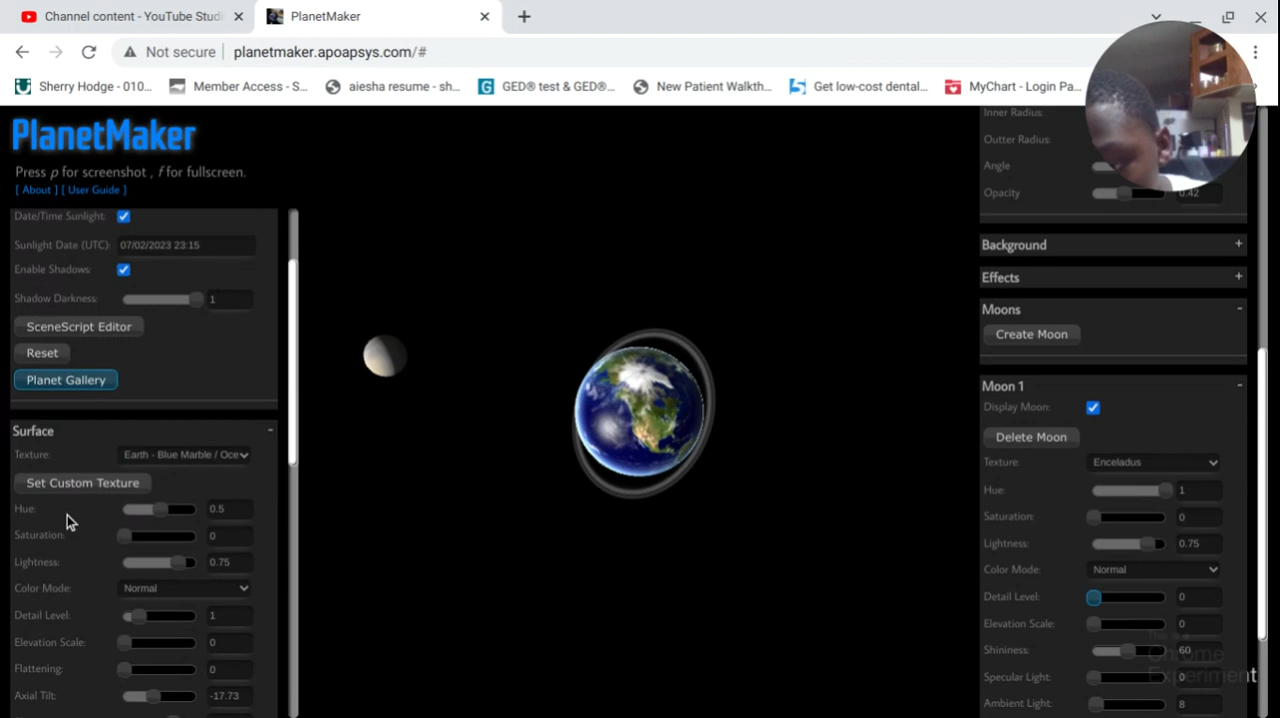 Channel content - YouTube Studi
PlanetMaker
Not secure
planetmaker.apoapsys.com/#
Sherry Hodge - 010...
Member Access - S...
aiesha resume - sh...
GED® test & GED®...
New Patient Walkth...
Get low-cost dental...
MyChart - Login Pa...
PlanetMaker
Press p for screenshot , f for fullscreen.
[ About ] [ User Guide ]
Date/Time Sunlight:
Sunlight Date (UTC): 07/02/2023 23:15
Enable Shadows:
Shadow Darkness: 1
SceneScript Editor
Reset
Planet Gallery
Surface -
Texture: Earth - Blue Marble / Oce
Set Custom Texture
Hue: 0.5
Saturation: 0
Lightness: 0.75
Color Mode: Normal
Detail Level: 1
Elevation Scale: 0
Flattening: 0
Axial Tilt: -17.73
Inner Radius:
Outter Radius:
Angle
Opacity 0.42
Background +
Effects +
Moons -
Create Moon
Moon 1 -
Display Moon:
Delete Moon
Texture: Enceladus
Hue: 1
Saturation: 0
Lightness: 0.75
Color Mode: Normal
Detail Level: 0
Elevation Scale: 0
Shininess: 60
Specular Light: 0
Ambient Light: 8
This is a
Chrome
Experiment